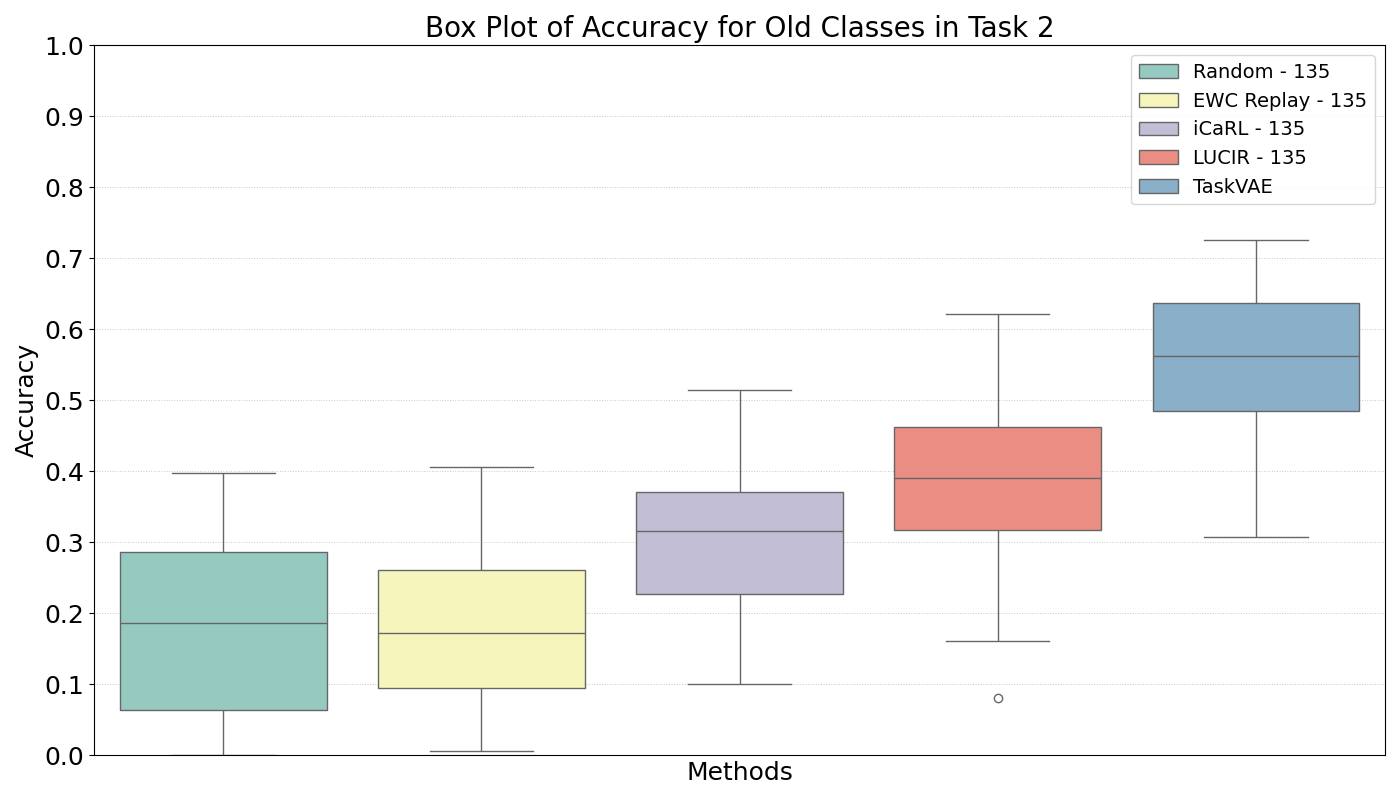 Box Plot of Accuracy for Old Classes in Task 2
1.0
0.9
0.8
0.7
0.6
0.5
0.4
0.3
0.2
0.1
0.0
Accuracy
Methods
Random - 135
EWC Replay - 135
iCaRL - 135
LUCIR - 135
TaskVAE